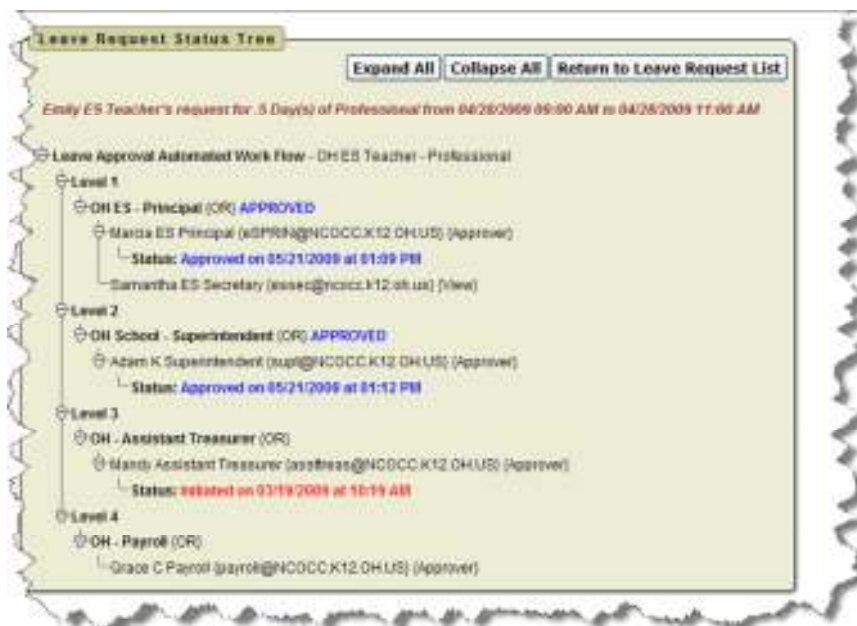 Leave Request Status Tree
Expand All Collapse All Return to Leave Request List
Emily ES Teacher's request for .5 Day(s) of Professional from 04/28/2009 09:00 AM to 04/28/2009 11:00 AM
Leave Approval Automated Work Flow - OH ES Teacher - Professional
Level 1
OH ES - Principal (OR) APPROVED
Marcia ES Principal (eSPRIN@NCOCC.K12.OH.US) (Approver)
Status: Approved on 05/21/2009 at 01:09 PM
Samantha ES Secretary (essec@ncocc.k12.oh.us) (View)
Level 2
OH School - Superintendent (OR) APPROVED
Adam K Superintendent (supt@NCOCC.K12.OH.US) (Approver)
Status: Approved on 05/21/2009 at 01:12 PM
Level 3
OH - Assistant Treasurer (OR)
Mandy Assistant Treasurer (assttreas@NCOCC.K12.OH.US) (Approver)
Status: Initiated on 03/19/2009 at 10:19 AM
Level 4
OH - Payroll (OR)
Grace C Payroll (payroll@NCOCC.K12.OH.US) (Approver)